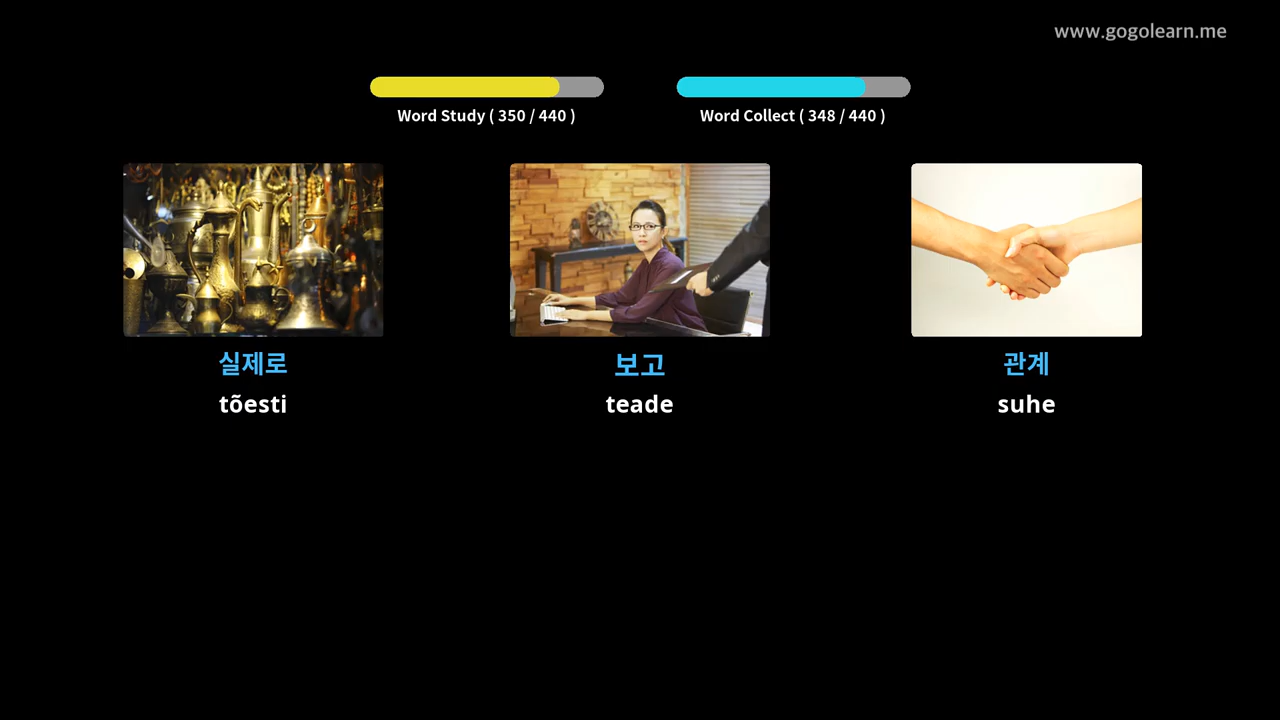 www.gogolearn.me
Word Study ( 350 / 440 )
Word Collect ( 348 / 440 )
실제로
보고
관계
tõesti
teade
suhe